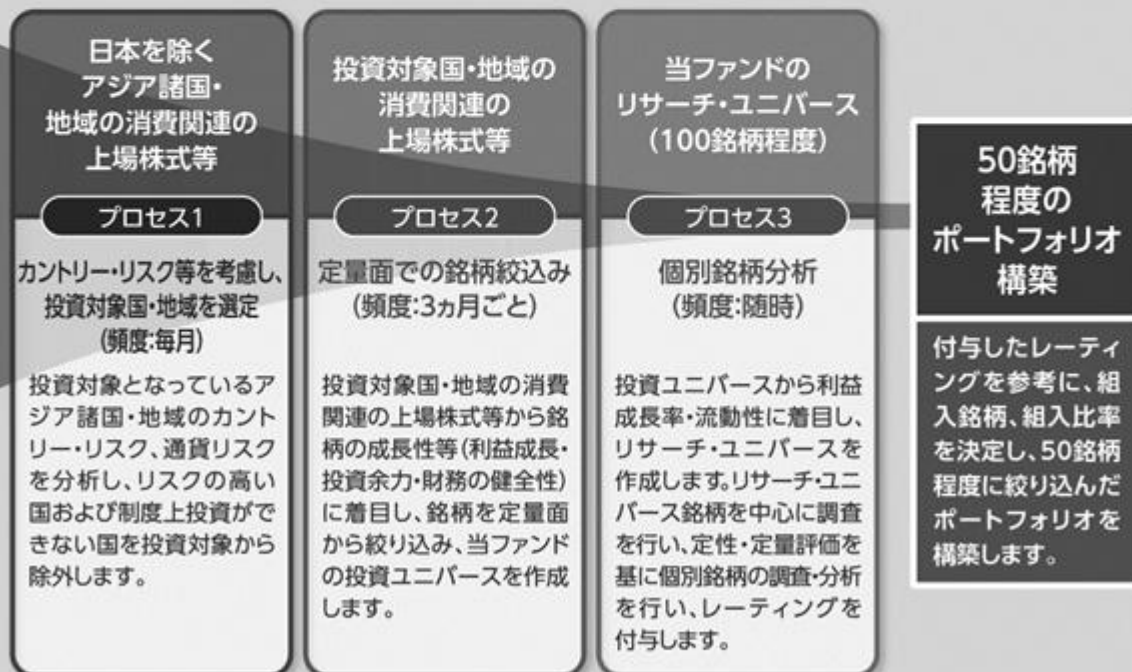 日本を除く
アジア諸国・
地域の消費関連の
上場株式等
プロセス1
カントリー・リスク等を考慮し、
投資対象国・地域を選定
(頻度:毎月)
投資対象となっているア
ジア諸国・地域のカント
リー・リスク、通貨リスク
を分析し、リスクの高い
国および制度上投資がで
きない国を投資対象から
除外します。
投資対象国・地域の
消費関連の
上場株式等
プロセス2
定量面での銘柄絞込み
(頻度:3ヵ月ごと)
投資対象国・地域の消費
関連の上場株式等から銘
柄の成長性等(利益成長・
投資余力・財務の健全性)
に着目し、銘柄を定量面
から絞り込み、当ファンド
の投資ユニバースを作成
します。
当ファンドの
リサーチ・ユニバース
(100銘柄程度)
プロセス3
個別銘柄分析
(頻度:随時)
投資ユニバースから利益
成長率・流動性に着目し、
リサーチ・ユニバースを
作成します。リサーチ・ユニ
バース銘柄を中心に調査
を行い、定性・定量評価を
基に個別銘柄の調査・分析
を行い、レーティングを
付与します。
50銘柄
程度の
ポートフォリオ
構築
付与したレーティ
ングを参考に、組
入銘柄、組入比率
を決定し、50銘柄
程度に絞り込んだ
ポートフォリオを
構築します。